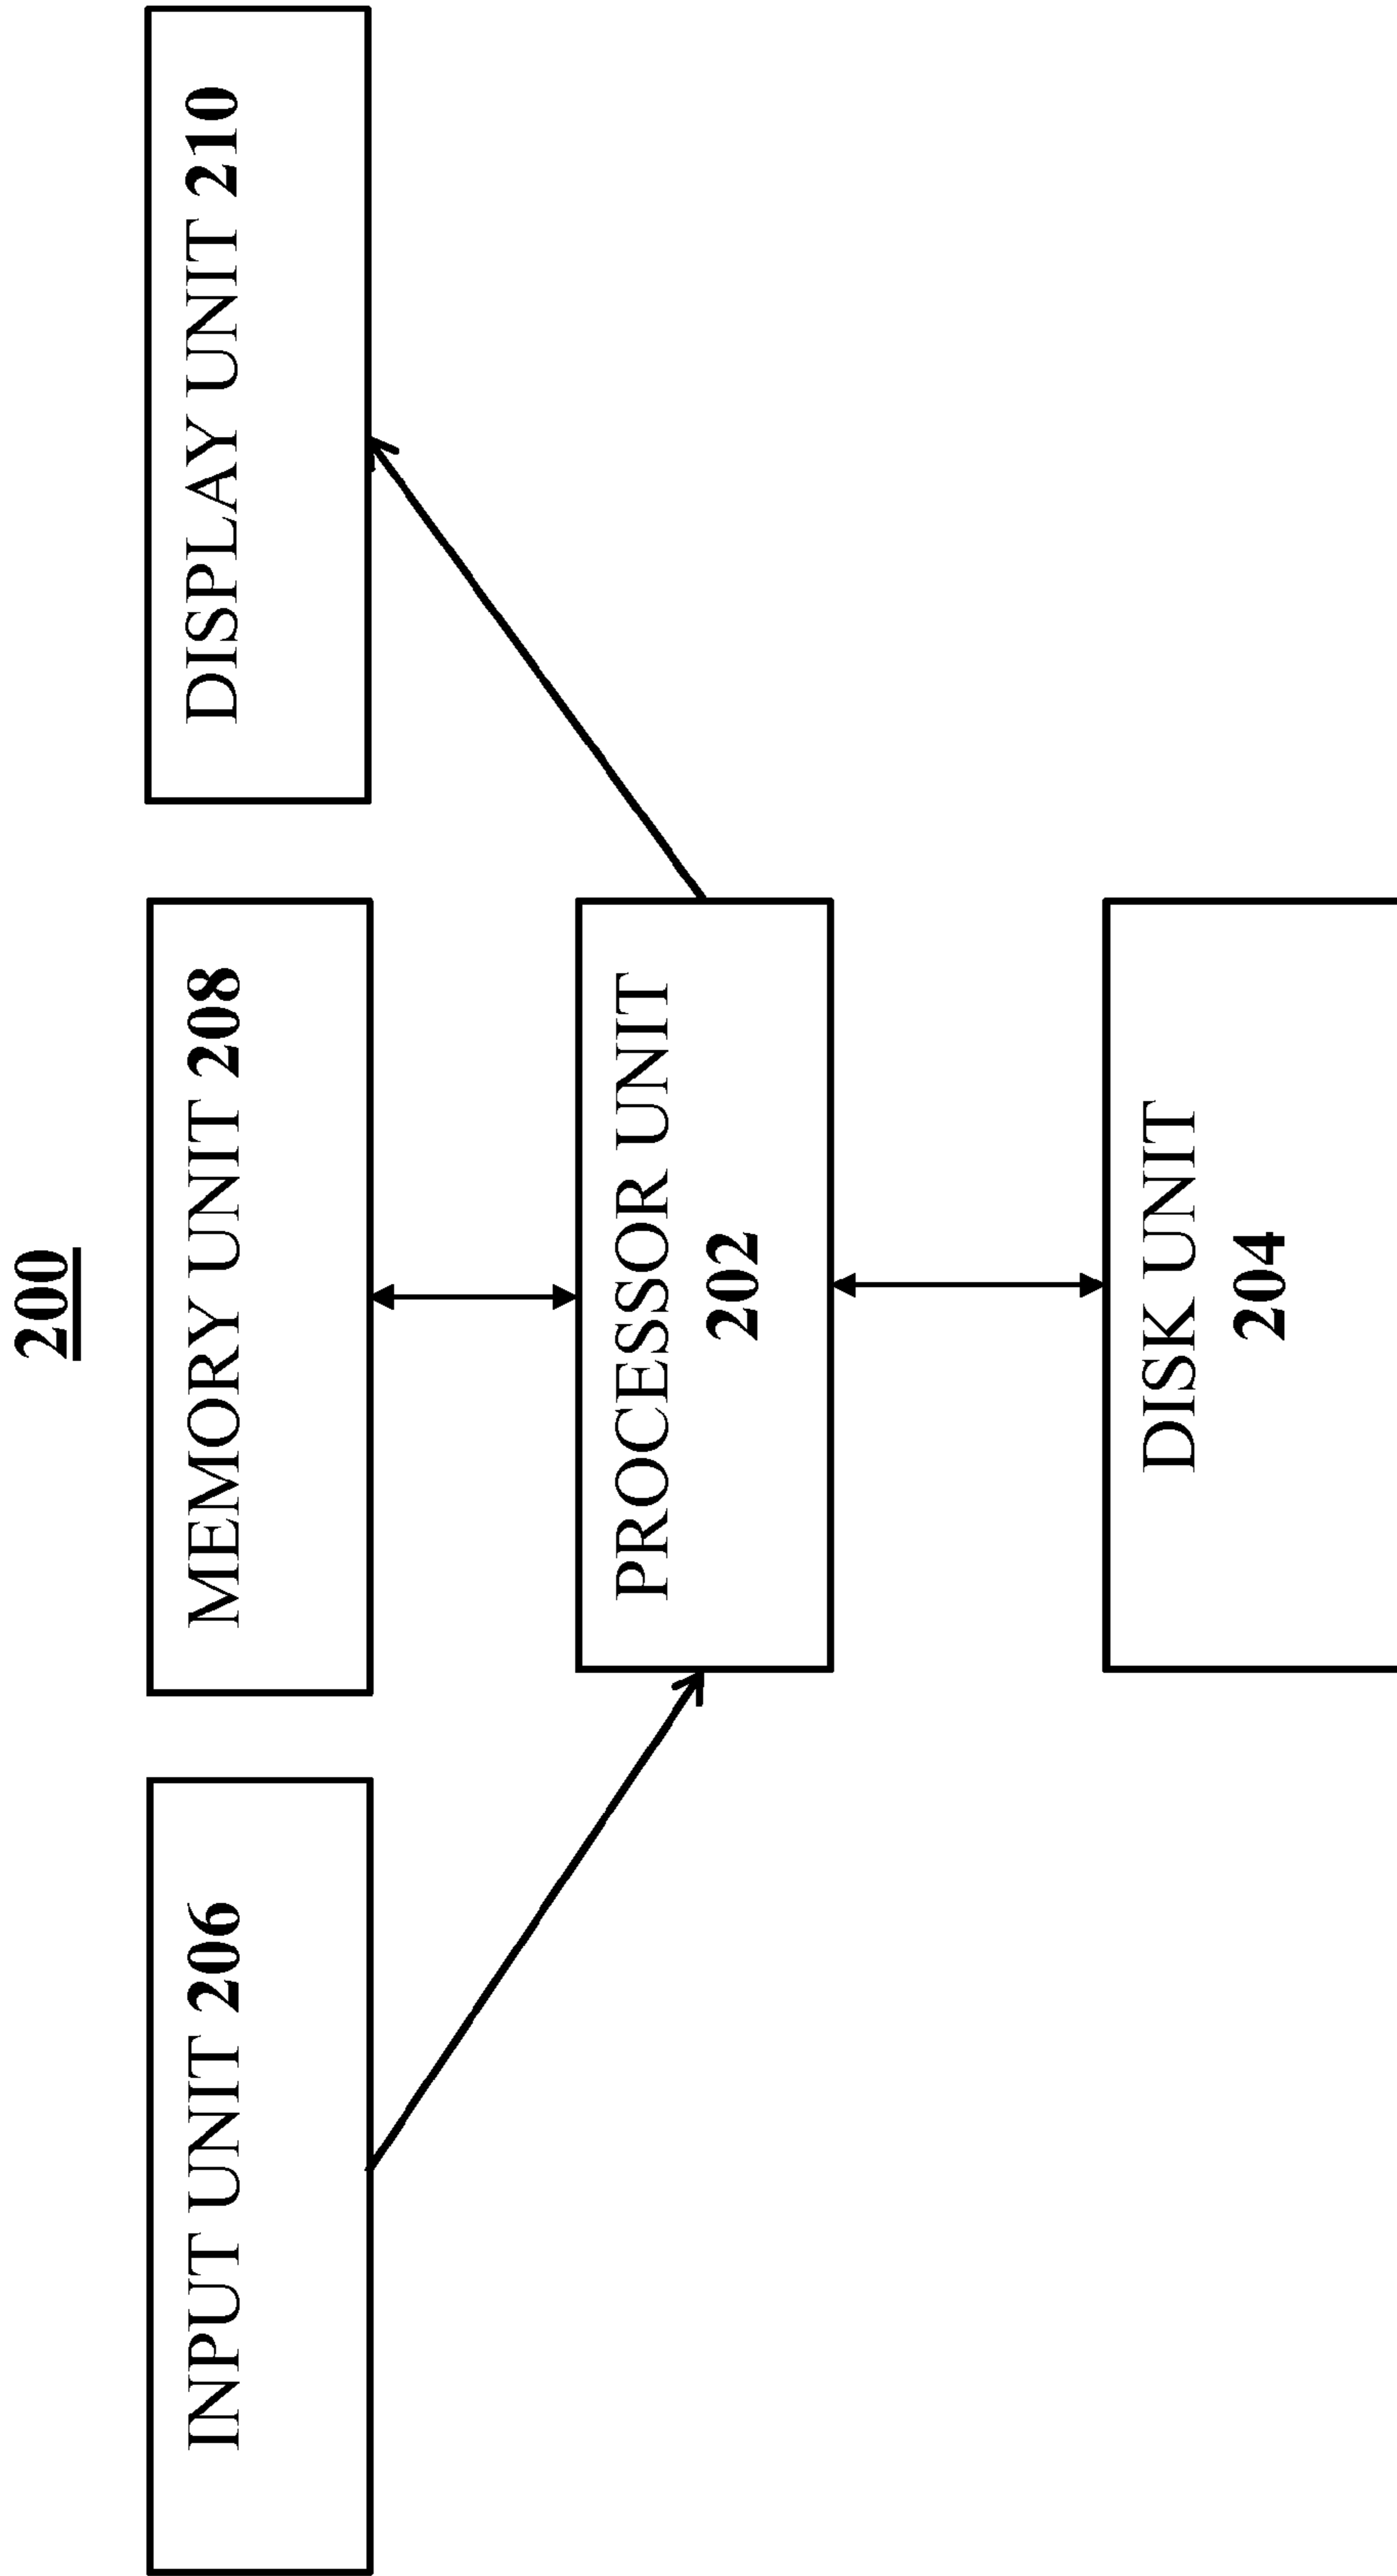 200
INPUT UNIT 206
MEMORY UNIT 208
DISPLAY UNIT 210
PROCESSOR UNIT
202
DISK UNIT
204